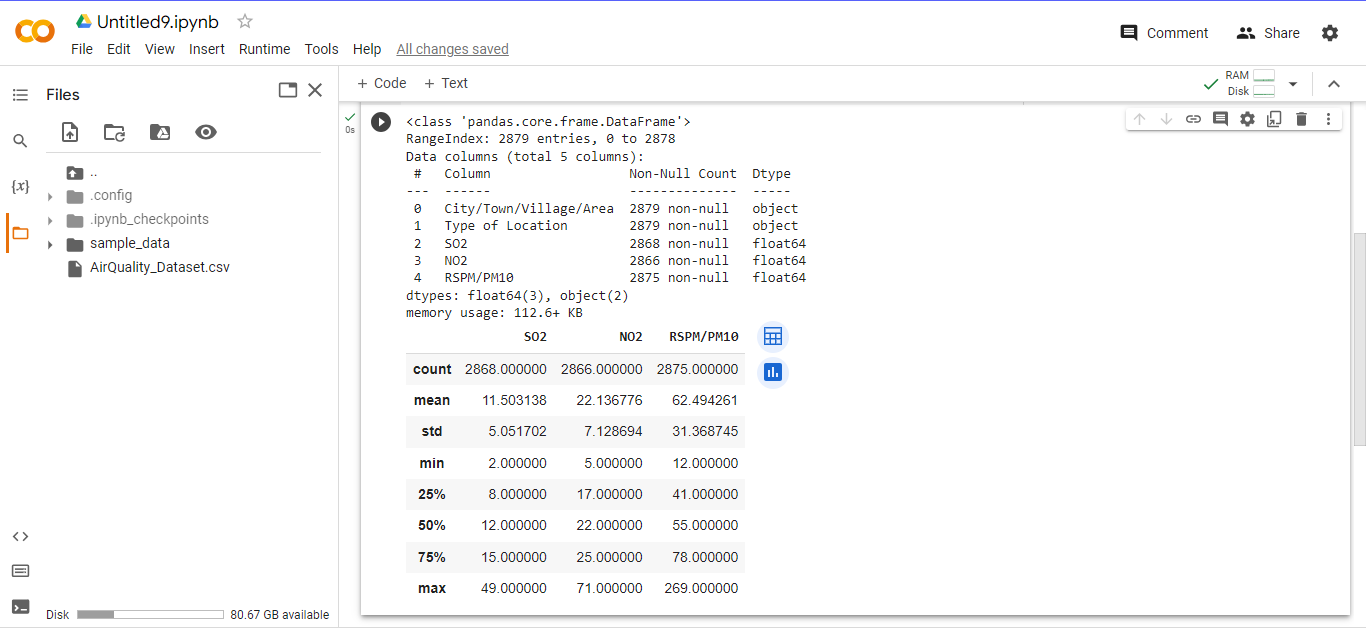 Untitled9.ipynb
File Edit View Insert Runtime Tools Help All changes saved
Comment Share
Files
+ Code + Text
RAM
Disk
{x}
..
.config
.ipynb_checkpoints
sample_data
AirQuality_Dataset.csv
Disk 80.67 GB available
0s
<class 'pandas.core.frame.DataFrame'>
RangeIndex: 2879 entries, 0 to 2878
Data columns (total 5 columns):
# Column Non-Null Count Dtype
--- ------ -------------- -----
0 City/Town/Village/Area 2879 non-null object
1 Type of Location 2879 non-null object
2 SO2 2868 non-null float64
3 NO2 2866 non-null float64
4 RSPM/PM10 2875 non-null float64
dtypes: float64(3), object(2)
memory usage: 112.6+ KB
SO2 NO2 RSPM/PM10
count 2868.000000 2866.000000 2875.000000
mean 11.503138 22.136776 62.494261
std 5.051702 7.128694 31.368745
min 2.000000 5.000000 12.000000
25% 8.000000 17.000000 41.000000
50% 12.000000 22.000000 55.000000
75% 15.000000 25.000000 78.000000
max 49.000000 71.000000 269.000000